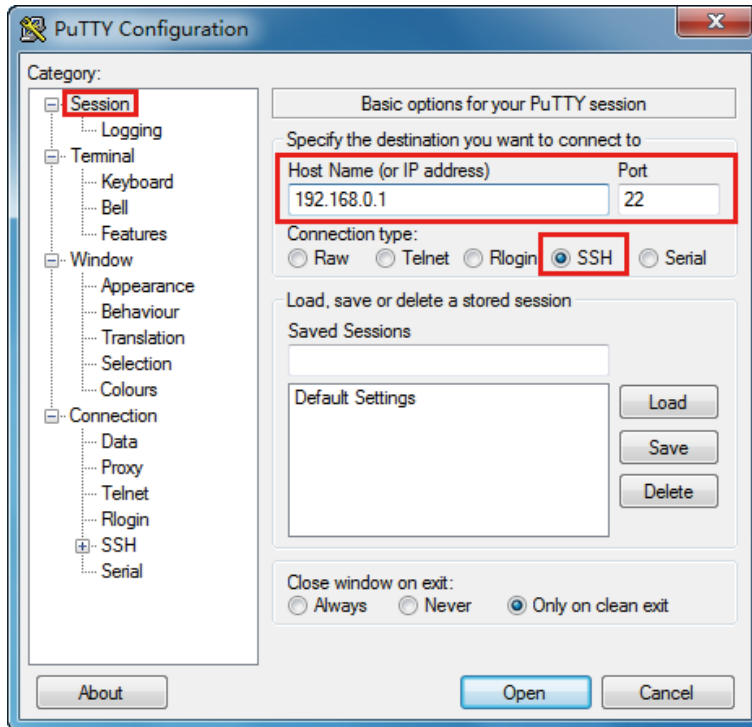 PuTTY Configuration
Category:
Session
Logging
Terminal
Keyboard
Bell
Features
Window
Appearance
Behaviour
Translation
Selection
Colours
Connection
Data
Proxy
Telnet
Rlogin
SSH
Serial
Basic options for your PuTTY session
Specify the destination you want to connect to
Host Name (or IP address) Port
192.168.0.1 22
Connection type:
Raw Telnet Rlogin SSH Serial
Load, save or delete a stored session
Saved Sessions
Default Settings
Load
Save
Delete
Close window on exit:
Always Never Only on clean exit
About Open Cancel